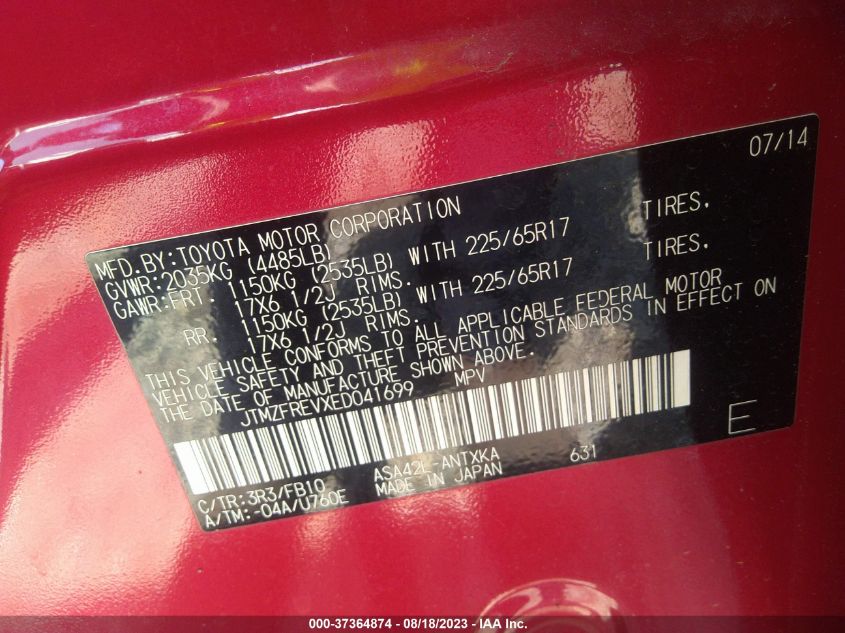 07/14
MFD.BY:TOYOTA MOTOR CORPORATION
GVWR:2035KG (4485LB)
GAWR:FRT. 1150KG (2535LB) WITH 225/65R17 TIRES.
17X6 1/2J RIMS.
RR. 1150KG (2535LB) WITH 225/65R17 TIRES.
17X6 1/2J RIMS.
THIS VEHICLE CONFORMS TO ALL APPLICABLE FEDERAL MOTOR
VEHICLE SAFETY AND THEFT PREVENTION STANDARDS IN EFFECT ON
THE DATE OF MANUFACTURE SHOWN ABOVE.
JTMZFREVXED041699 MPV
E
C/TR:3R3/FB10 ASA42L-ANTXKA 631
A/TM:-04A/U760E MADE IN JAPAN
000-37364874 - 08/18/2023 - IAA Inc.